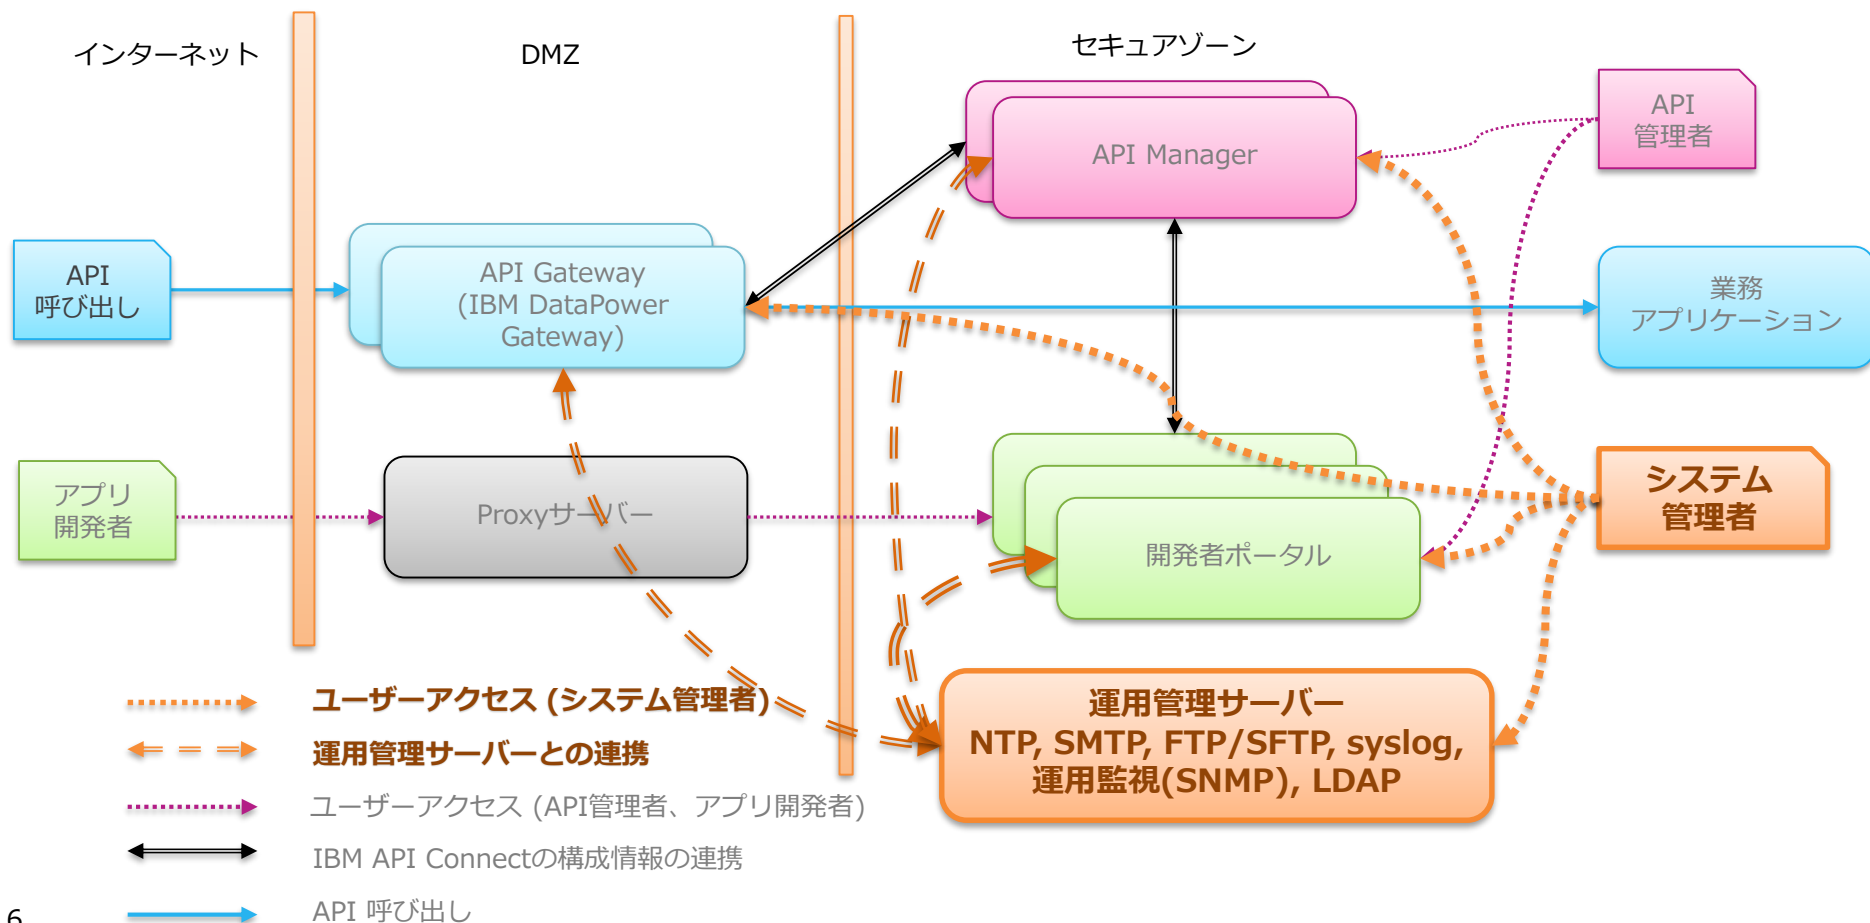 インターネット
DMZ
セキュアゾーン
API
管理者
API Manager
API
呼び出し
API Gateway
(IBM DataPower
Gateway)
業務
アプリケーション
アプリ
開発者
Proxyサーバー
開発者ポータル
システム
管理者
運用管理サーバー
NTP, SMTP, FTP/SFTP, syslog,
運用監視(SNMP), LDAP
ユーザーアクセス (システム管理者)
運用管理サーバーとの連携
ユーザーアクセス (API管理者、アプリ開発者)
IBM API Connectの構成情報の連携
API 呼び出し
6